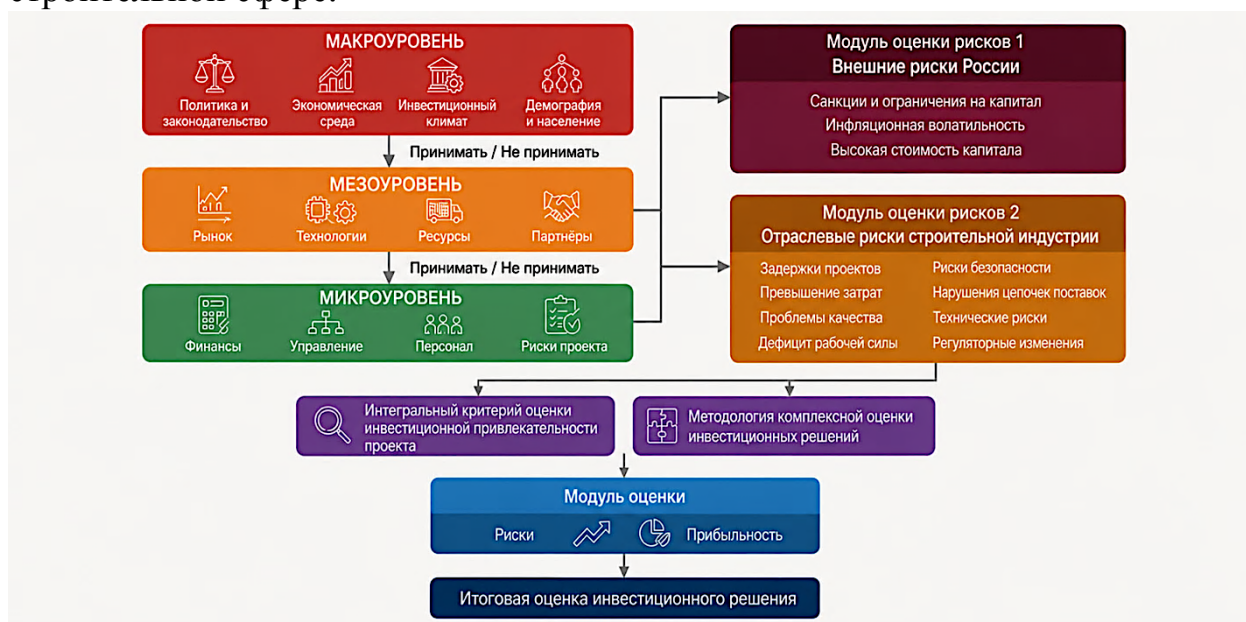 строительной сфере.
МАКРОУРОВЕНЬ
Политика и
законодательство
Экономическая
среда
Инвестиционный
климат
Демография
и население
Принимать / Не принимать
МЕЗОУРОВЕНЬ
Рынок
Технологии
Ресурсы
Партнёры
Принимать / Не принимать
МИКРОУРОВЕНЬ
Финансы
Управление
Персонал
Риски проекта
Модуль оценки рисков 1
Внешние риски России
Санкции и ограничения на капитал
Инфляционная волатильность
Высокая стоимость капитала
Модуль оценки рисков 2
Отраслевые риски строительной индустрии
Задержки проектов
Превышение затрат
Проблемы качества
Дефицит рабочей силы
Риски безопасности
Нарушения цепочек поставок
Технические риски
Регуляторные изменения
Интегральный критерий оценки
инвестиционной привлекательности
проекта
Методология комплексной оценки
инвестиционных решений
Модуль оценки
Риски
Прибыльность
Итоговая оценка инвестиционного решения